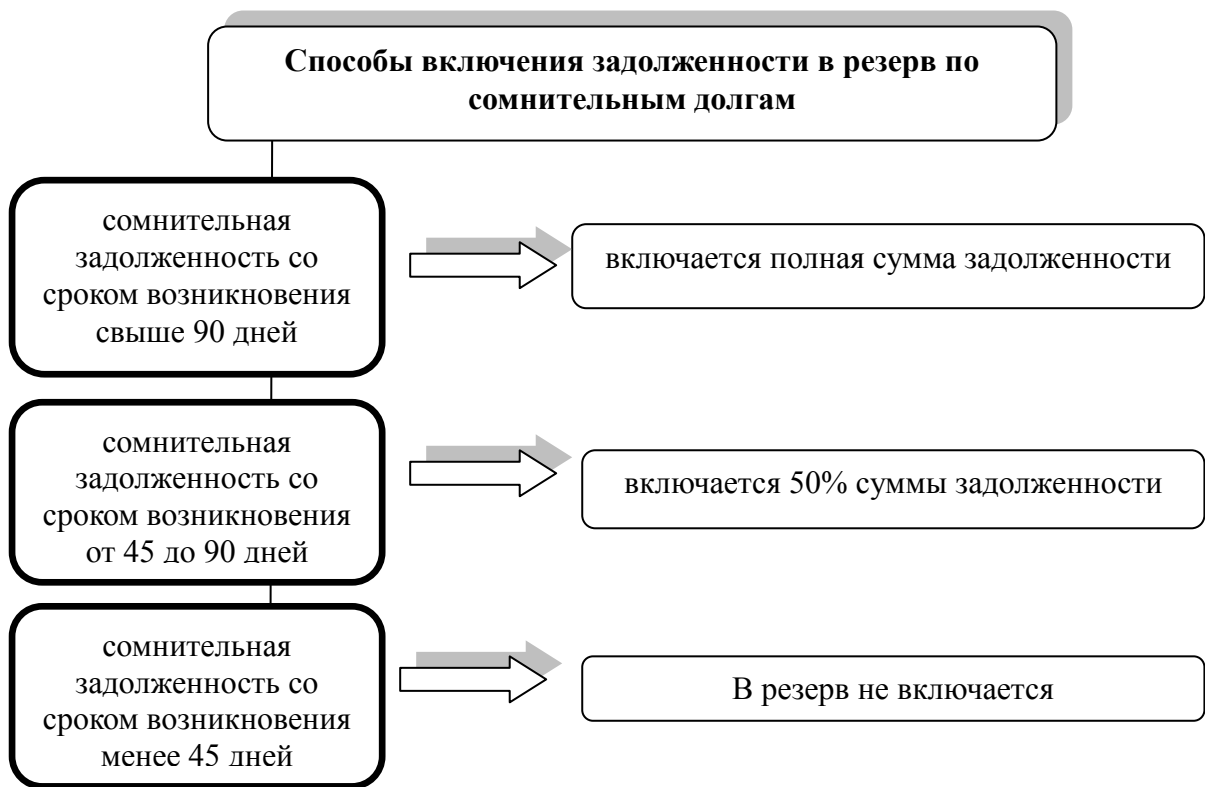 Способы включения задолженности в резерв по
сомнительным долгам
сомнительная
задолженность со
сроком возникновения
свыше 90 дней
включается полная сумма задолженности
сомнительная
задолженность со
сроком возникновения
от 45 до 90 дней
включается 50% суммы задолженности
сомнительная
задолженность со
сроком возникновения
менее 45 дней
В резерв не включается